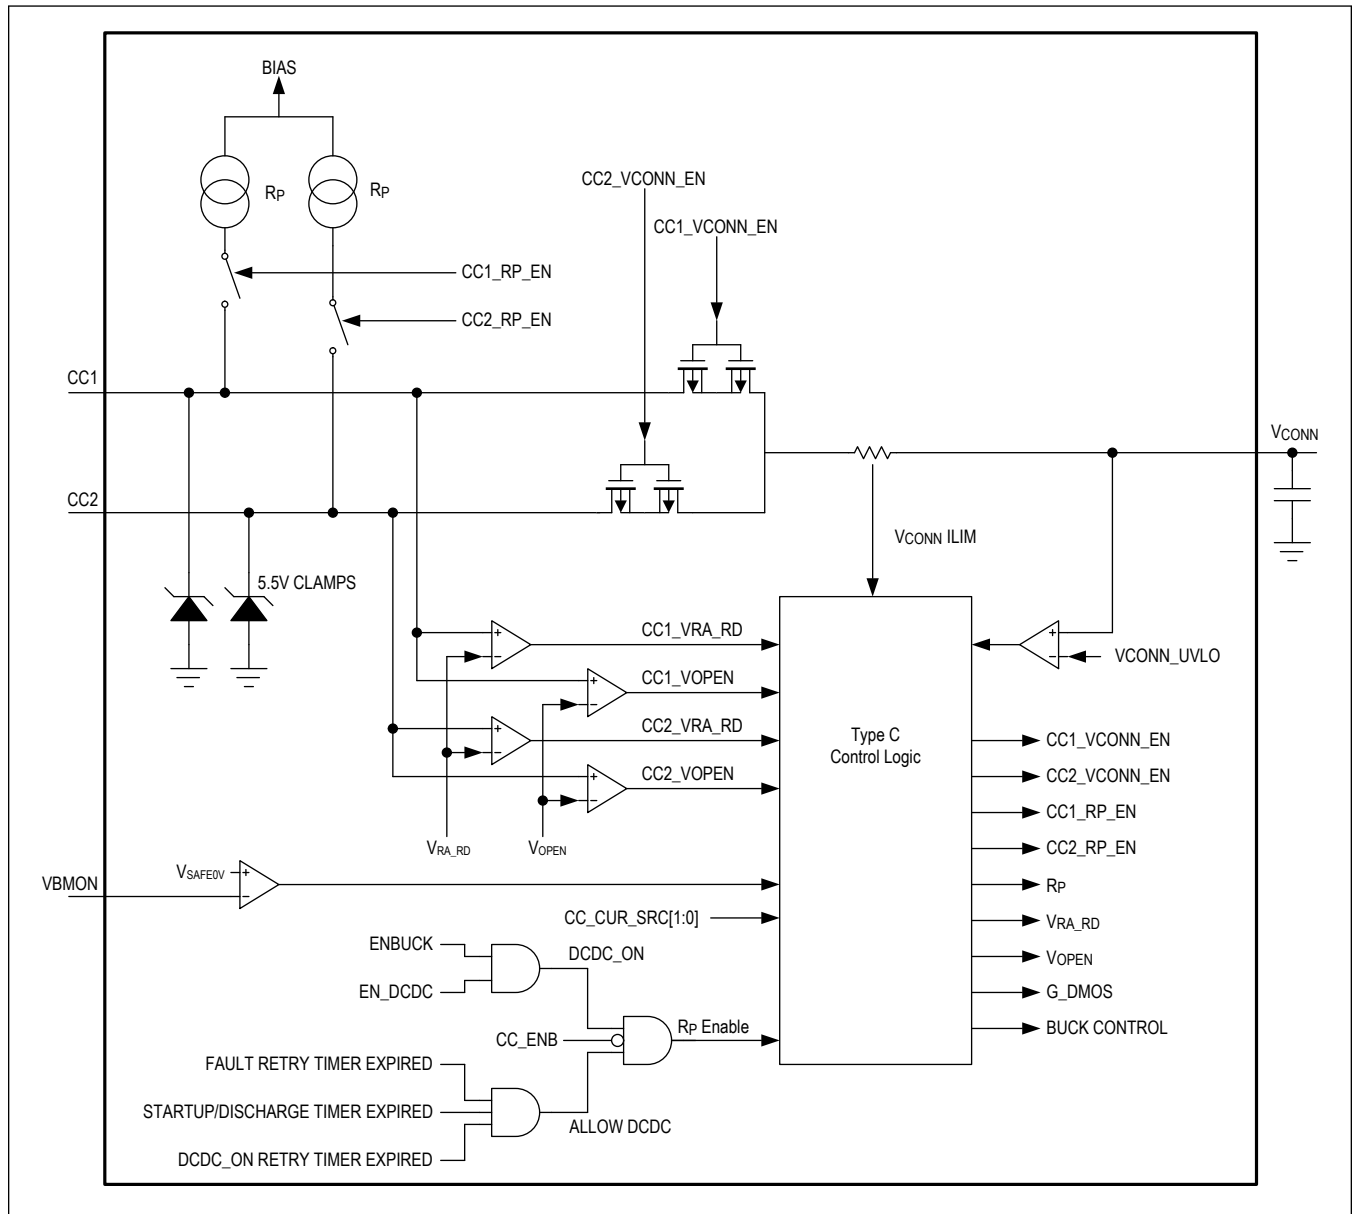 BIAS
RP
RP
CC2_VCONN_EN
CC1_VCONN_EN
CC1_RP_EN
CC2_RP_EN
CC1
VCONN
CC2
VCONN ILIM
5.5V CLAMPS
+
-
CC1_VRA_RD
+
-
VCONN_UVLO
+
-
CC1_VOPEN
+
-
CC2_VRA_RD
Type C
Control Logic
CC1_VCONN_EN
+
-
CC2_VOPEN
CC2_VCONN_EN
CC1_RP_EN
VRA_RD
VOPEN
CC2_RP_EN
VSAFE0V
+
-
VBMON
RP
CC_CUR_SRC[1:0]
VRA_RD
ENBUCK
DCDC_ON
VOPEN
EN_DCDC
G_DMOS
RP Enable
BUCK CONTROL
CC_ENB
FAULT RETRY TIMER EXPIRED
STARTUP/DISCHARGE TIMER EXPIRED
ALLOW DCDC
DCDC_ON RETRY TIMER EXPIRED